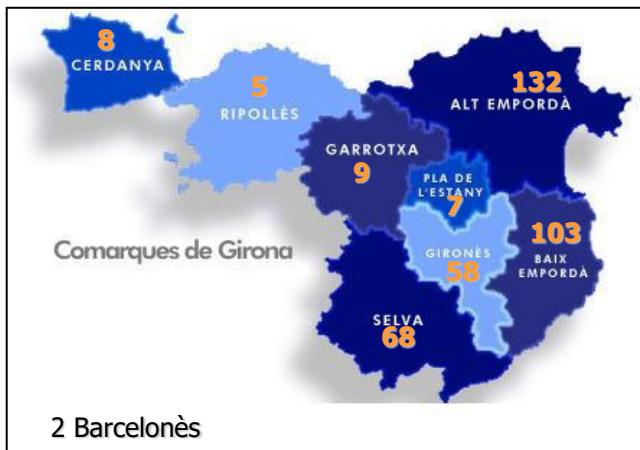 8
CERDANYA
5
RIPOLLÈS
132
ALT EMPORDÀ
GARROTXA
9
PLA DE
L'ESTANY
7
103
BAIX
EMPORDÀ
GIRONÈS
58
Comarques de Girona
SELVA
68
2 Barcelonès